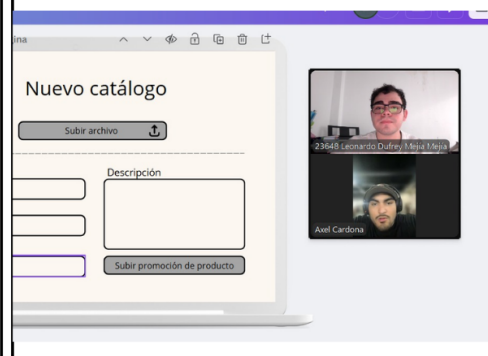 ina
Nuevo catálogo
Subir archivo
Descripción
Subir promoción de producto
23648 Leonardo Dufrey Mejía Mejía
Axel Cardona